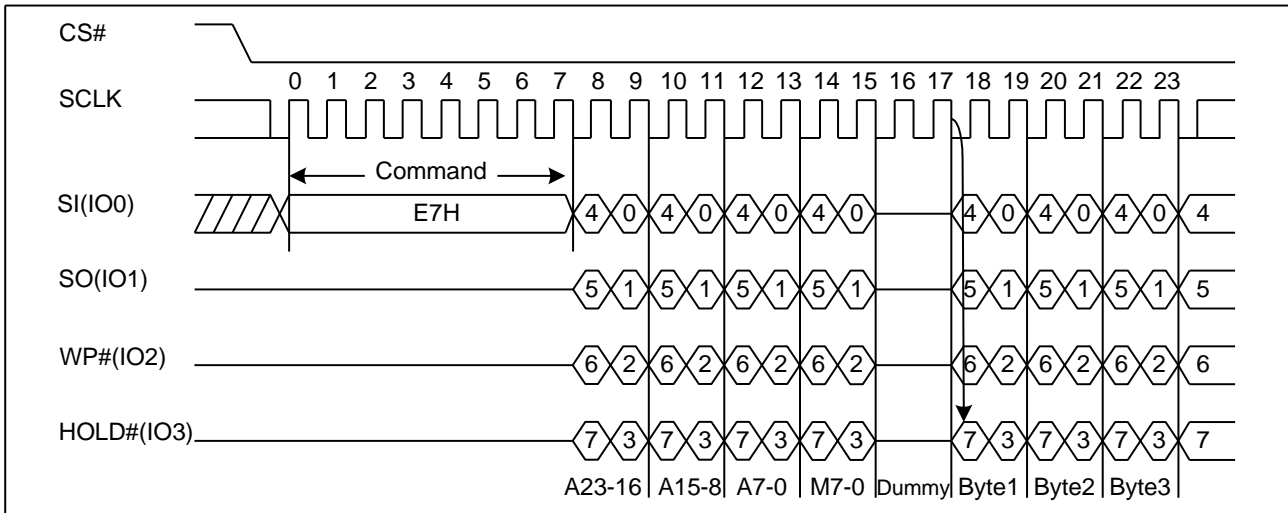 CS#
0 1 2 3 4 5 6 7 8 9 10 11 12 13 14 15 16 17 18 19 20 21 22 23
SCLK
Command
SI(IO0) E7H 4 0 4 0 4 0 4 0 4 0 4 0 4 0 4
SO(IO1) 5 1 5 1 5 1 5 1 5 1 5 1 5 1 5
WP#(IO2) 6 2 6 2 6 2 6 2 6 2 6 2 6 2 6
HOLD#(IO3) 7 3 7 3 7 3 7 3 7 3 7 3 7 3 7
A23-16 A15-8 A7-0 M7-0 Dummy Byte1 Byte2 Byte3